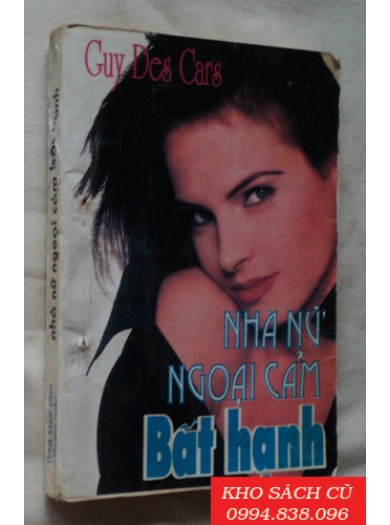 Guy Des Cars
NHÀ NỮ
NGOẠI CẢM
Bất hạnh
nhà nữ ngoại cảm bất hạnh
KHO SÁCH CŨ
0994.838.096